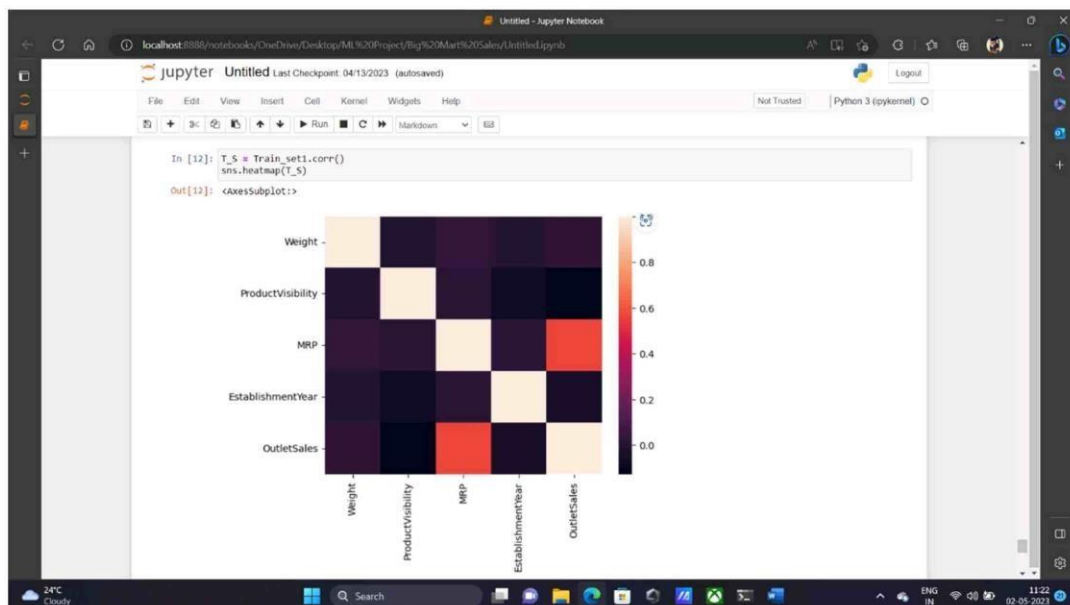 Untitled - Jupyter Notebook
localhost:8888/notebooks/OneDrive/Desktop/ML%20Project/Big%20Mart%20Sales/Untitled.ipynb
jupyter Untitled Last Checkpoint: 04/13/2023 (autosaved)
Logout
File Edit View Insert Cell Kernel Widgets Help
Not Trusted
Python 3 (ipykernel)
Run
Markdown
In [12]: T_S = Train_set1.corr()
sns.heatmap(T_S)
Out[12]: <AxesSubplot:>
Weight
ProductVisibility
MRP
EstablishmentYear
OutletSales
Weight
ProductVisibility
MRP
EstablishmentYear
OutletSales
0.8
0.6
0.4
0.2
0.0
24°C
Cloudy
Search
ENG
IN
11:22
02-05-2023